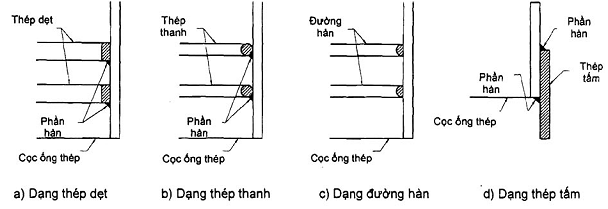 Thép dẹt
Phần
hàn
Cọc ống thép
a) Dạng thép dẹt
Thép
thanh
Phần
hàn
Cọc ống thép
b) Dạng thép thanh
Đường
hàn
Cọc ống thép
c) Dạng đường hàn
Phần
hàn
Thép
tấm
Phần
hàn
Cọc ống thép
d) Dạng thép tấm